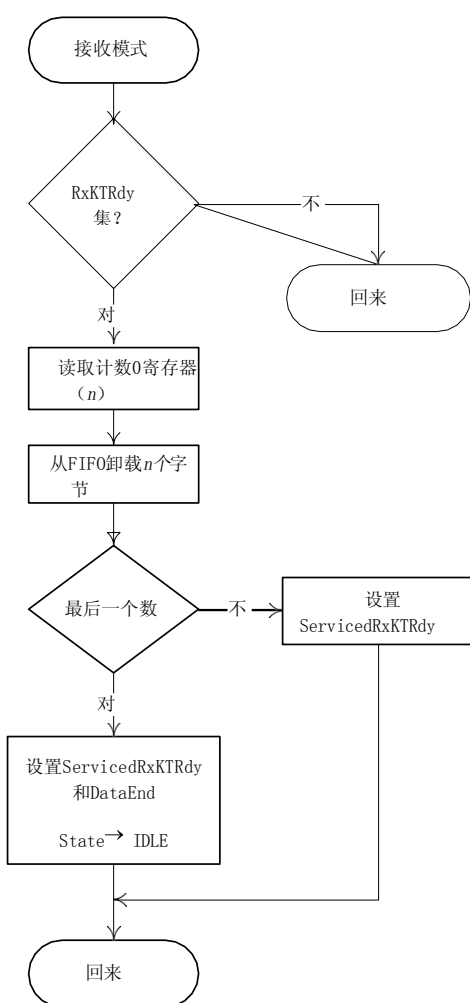 接收模式
RxKTRdy
集?
不
回来
对
读取计数0寄存器
（n）
从FIFO卸载n个字
节
最后一个数
不
设置
ServicedRxKTRdy
对
设置ServicedRxKTRdy
和DataEnd
State→ IDLE
回来